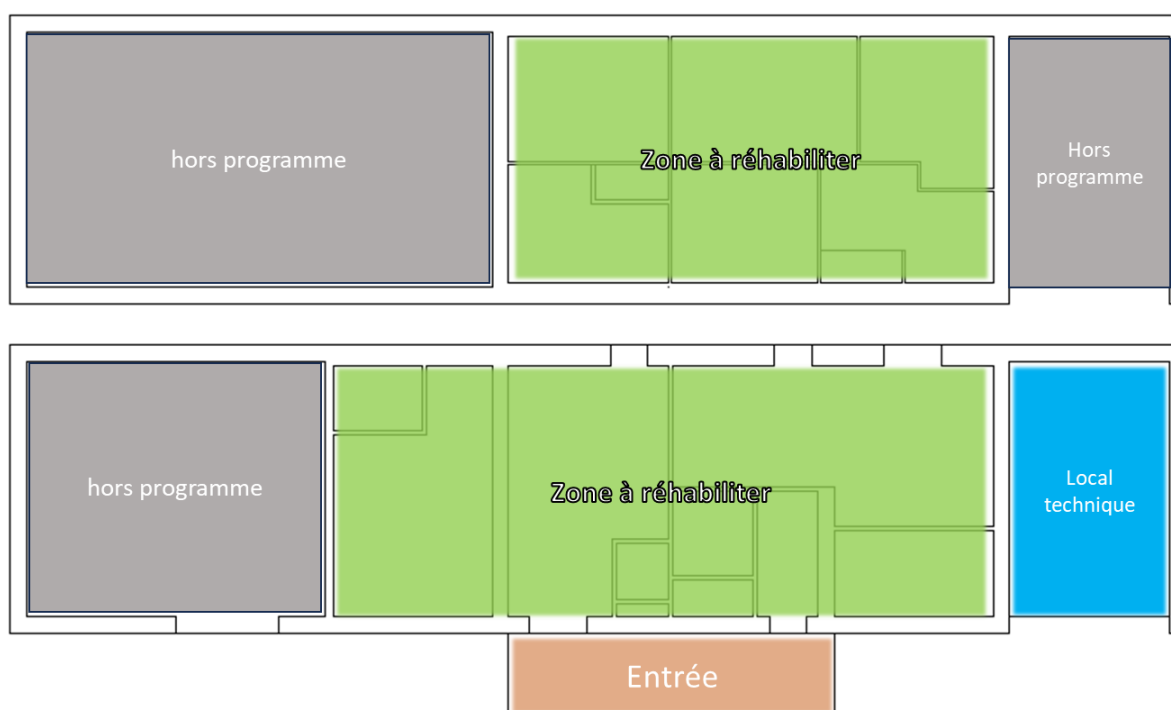 hors programme
Zone à réhabiliter
Hors
programme
hors programme
Zone à réhabiliter
Local
technique
Entrée